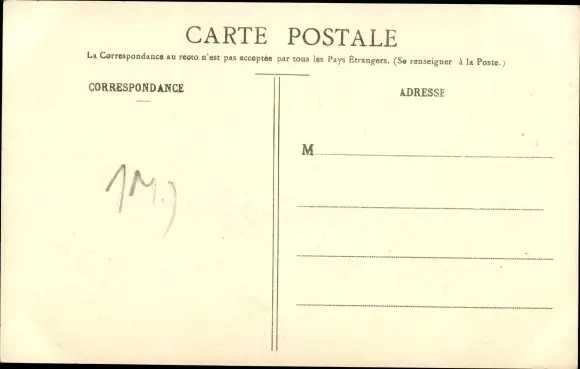 CARTE POSTALE
La Correspondance au recto n'est pas acceptée par tous les Pays Étrangers. (Se renseigner à la Poste.)
CORRESPONDANCE
ADRESSE
M